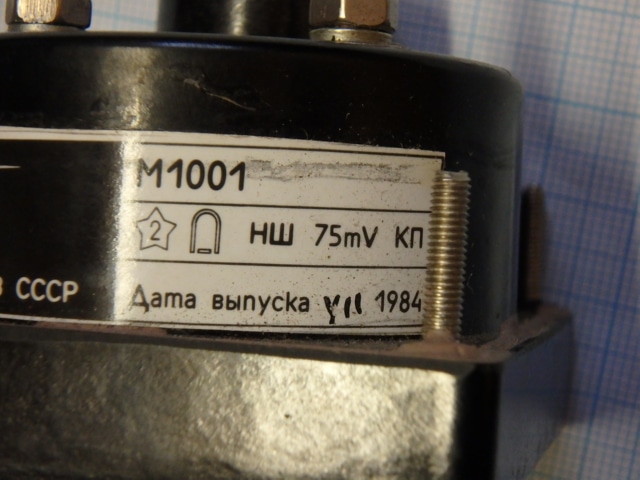 М1001
2 НШ 75mV КП
в СССР
Дата выпуска VII 1984